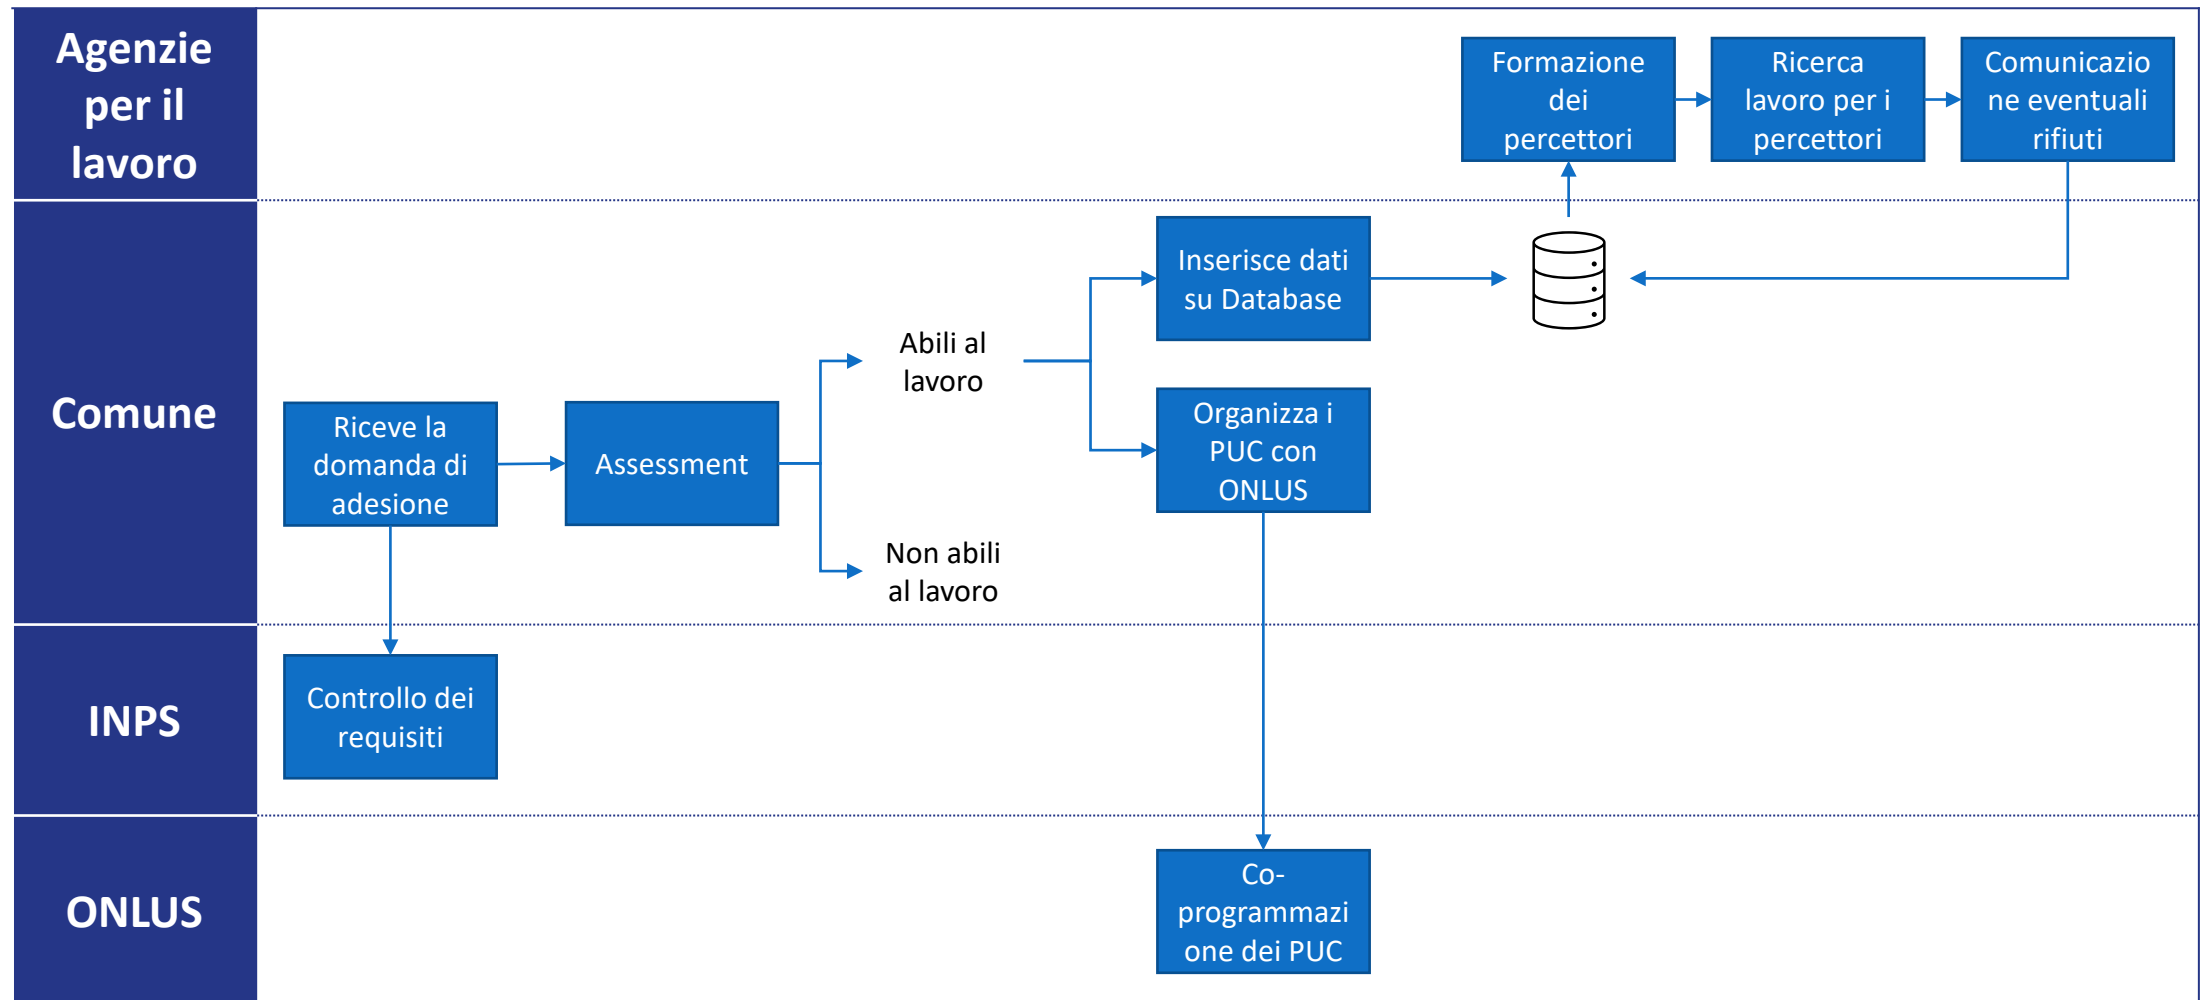 Agenzie
per il
lavoro
Formazione
dei
percettori
Ricerca
lavoro per i
percettori
Comunicazio
ne eventuali
rifiuti
Comune
Riceve la
domanda di
adesione
Assessment
Abili al
lavoro
Non abili
al lavoro
Inserisce dati
su Database
Organizza i
PUC con
ONLUS
INPS
Controllo dei
requisiti
ONLUS
Co-
programmazi
one dei PUC